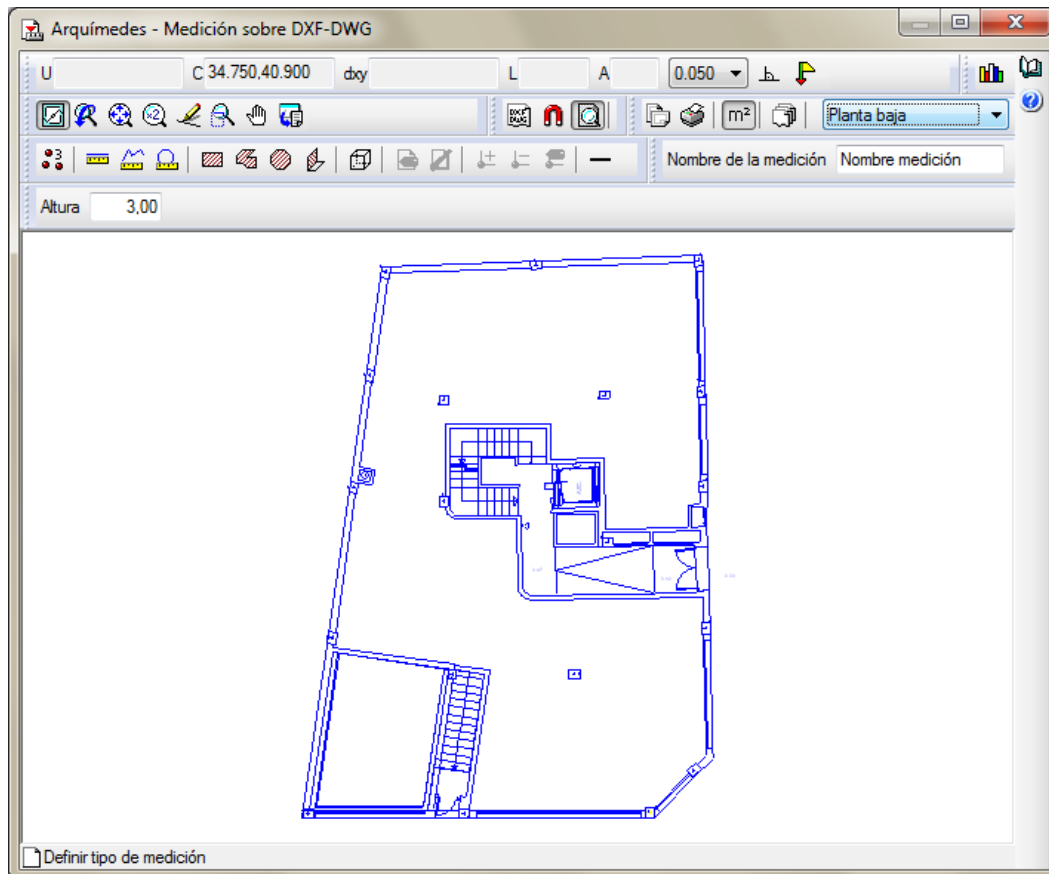 Arquímedes - Medición sobre DXF-DWG
U C 34.750,40.900 dxy L A 0.050
m² Planta baja
Nombre de la medición Nombre medición
Altura 3,00
Definir tipo de medición